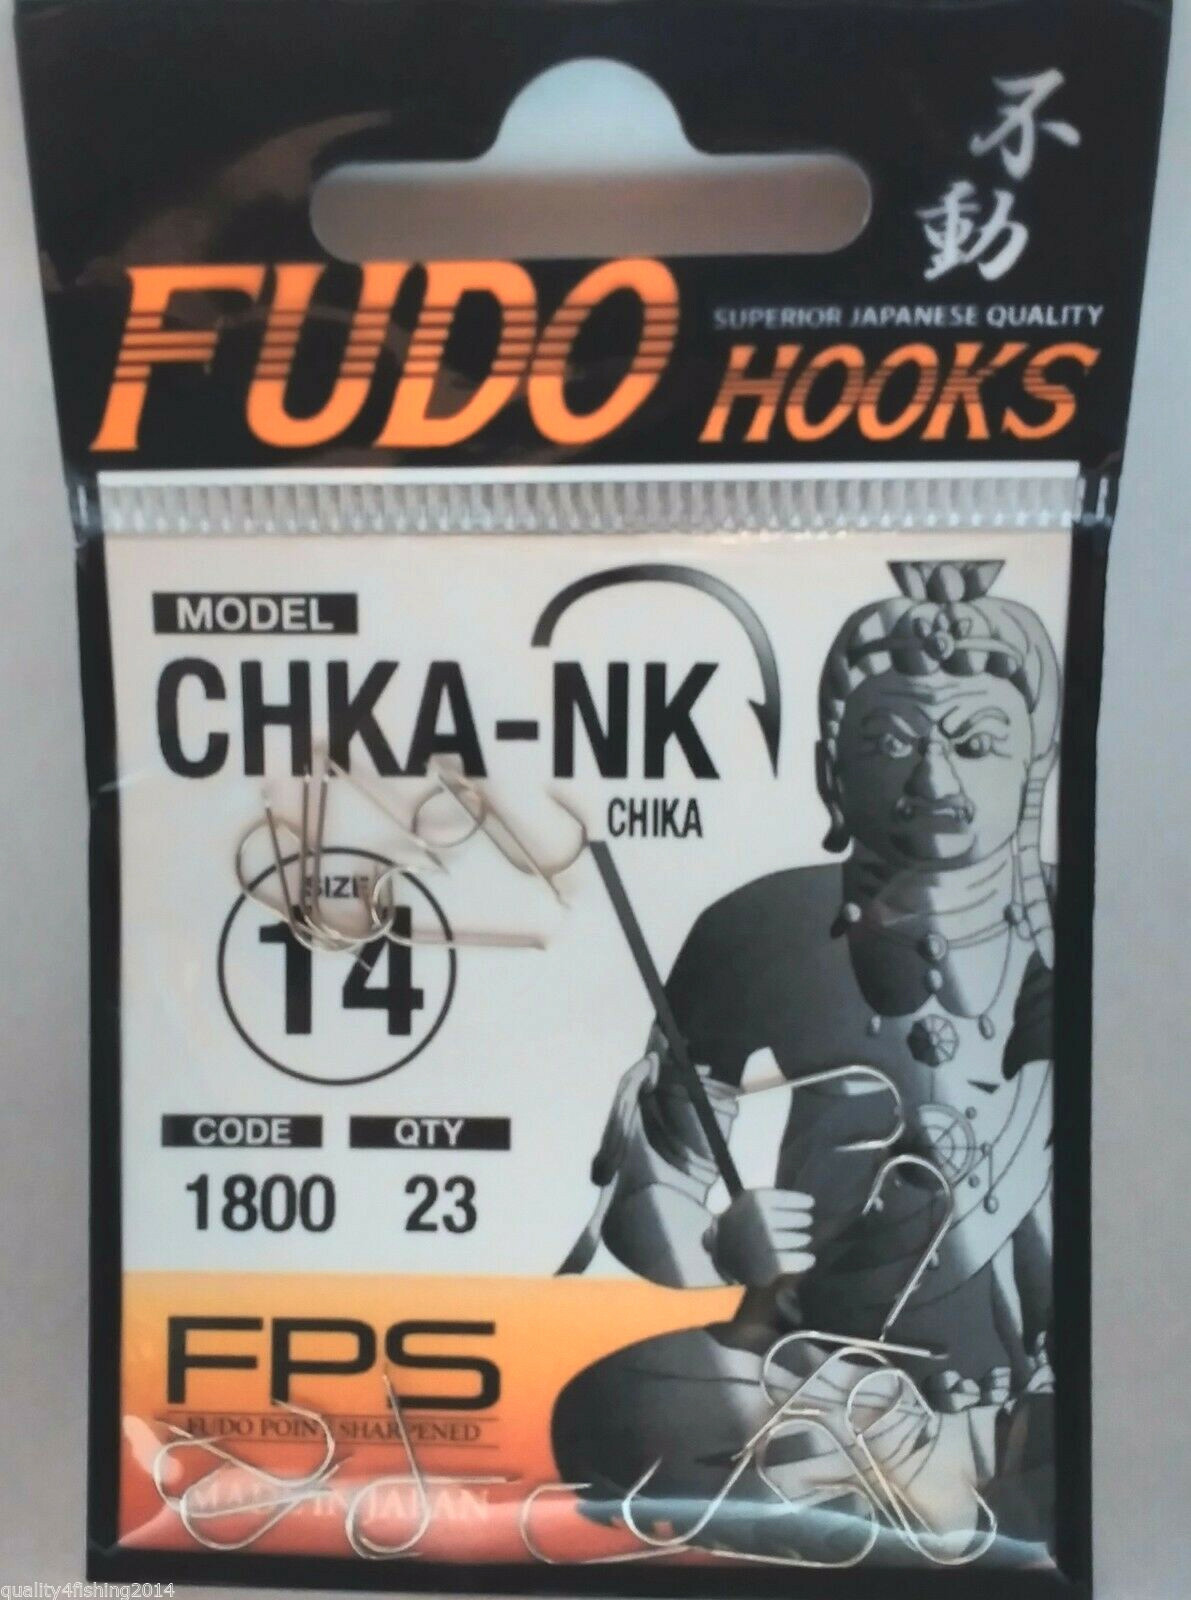 不動
FUDO
SUPERIOR JAPANESE QUALITY
HOOKS
MODEL
CHKA-NK
CHIKA
SIZE
14
CODE QTY
1800 23
FPS
FUDO POINT SHARPENED
MADE IN JAPAN
quality4fishing2014